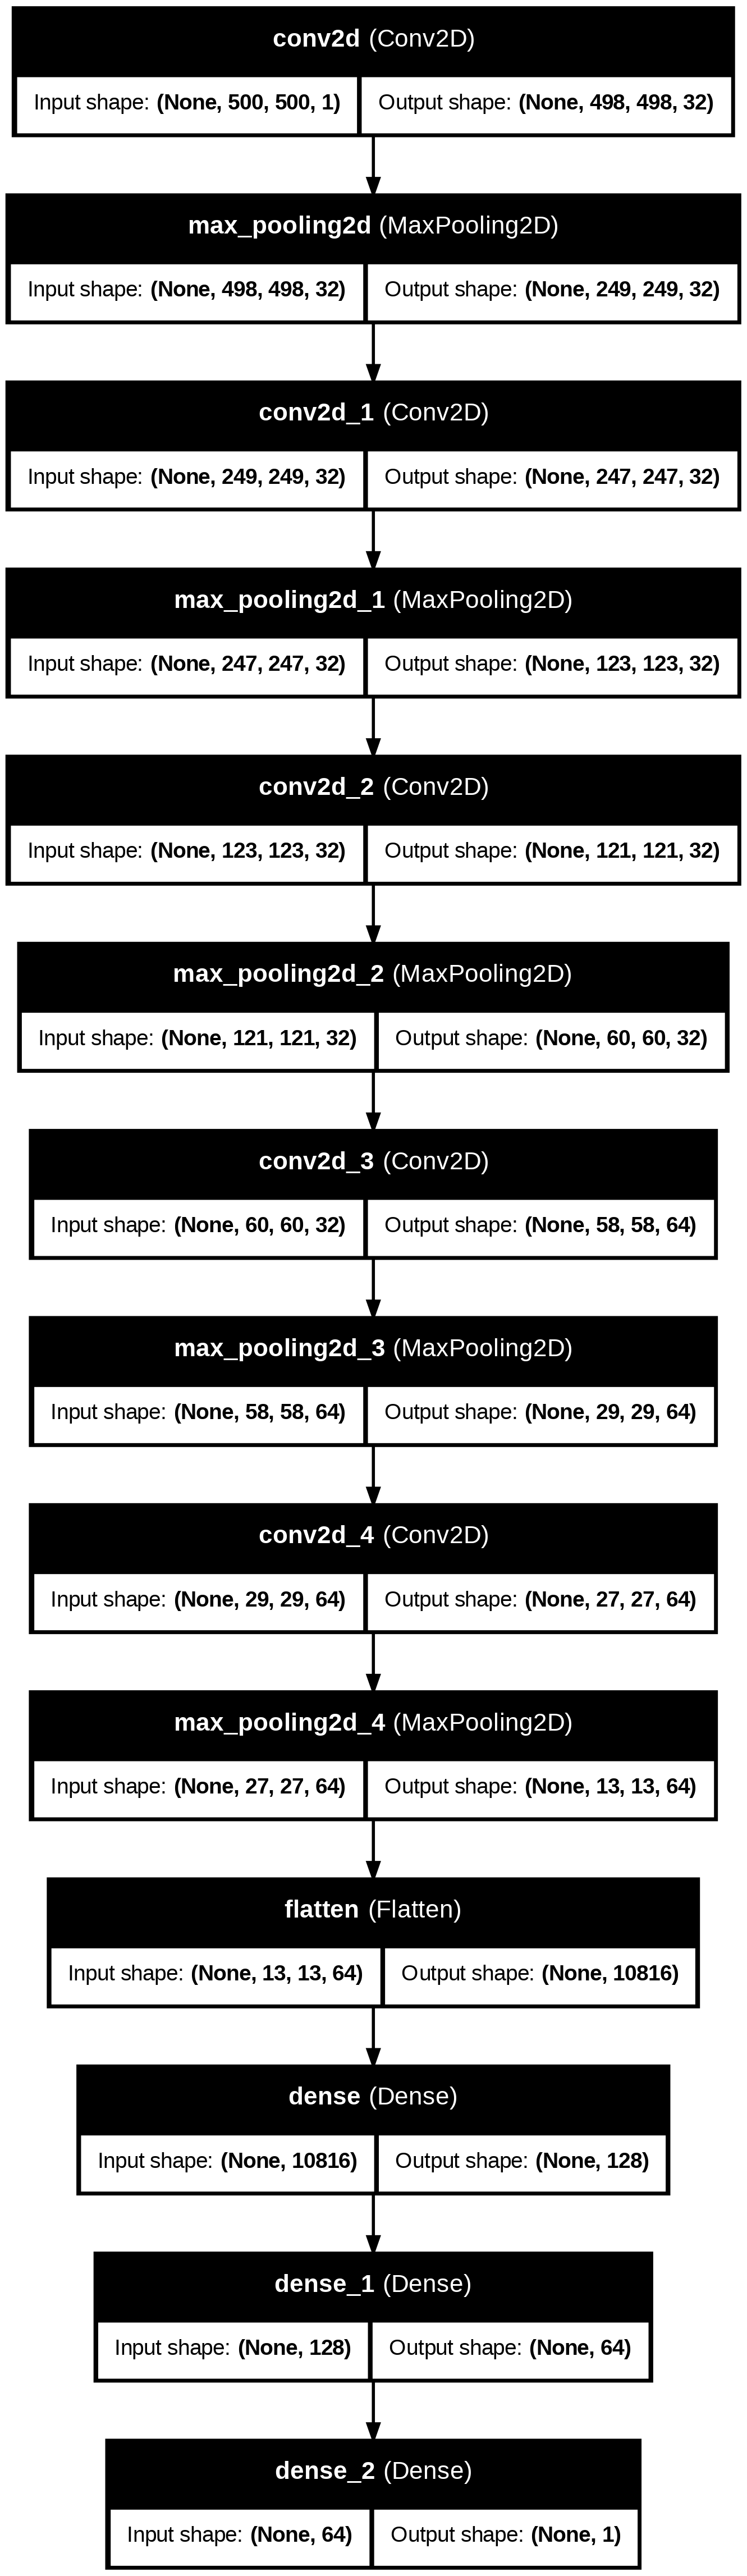 conv2d (Conv2D)
Input shape: (None, 500, 500, 1) Output shape: (None, 498, 498, 32)
max_pooling2d (MaxPooling2D)
Input shape: (None, 498, 498, 32) Output shape: (None, 249, 249, 32)
conv2d_1 (Conv2D)
Input shape: (None, 249, 249, 32) Output shape: (None, 247, 247, 32)
max_pooling2d_1 (MaxPooling2D)
Input shape: (None, 247, 247, 32) Output shape: (None, 123, 123, 32)
conv2d_2 (Conv2D)
Input shape: (None, 123, 123, 32) Output shape: (None, 121, 121, 32)
max_pooling2d_2 (MaxPooling2D)
Input shape: (None, 121, 121, 32) Output shape: (None, 60, 60, 32)
conv2d_3 (Conv2D)
Input shape: (None, 60, 60, 32) Output shape: (None, 58, 58, 64)
max_pooling2d_3 (MaxPooling2D)
Input shape: (None, 58, 58, 64) Output shape: (None, 29, 29, 64)
conv2d_4 (Conv2D)
Input shape: (None, 29, 29, 64) Output shape: (None, 27, 27, 64)
max_pooling2d_4 (MaxPooling2D)
Input shape: (None, 27, 27, 64) Output shape: (None, 13, 13, 64)
flatten (Flatten)
Input shape: (None, 13, 13, 64) Output shape: (None, 10816)
dense (Dense)
Input shape: (None, 10816) Output shape: (None, 128)
dense_1 (Dense)
Input shape: (None, 128) Output shape: (None, 64)
dense_2 (Dense)
Input shape: (None, 64) Output shape: (None, 1)